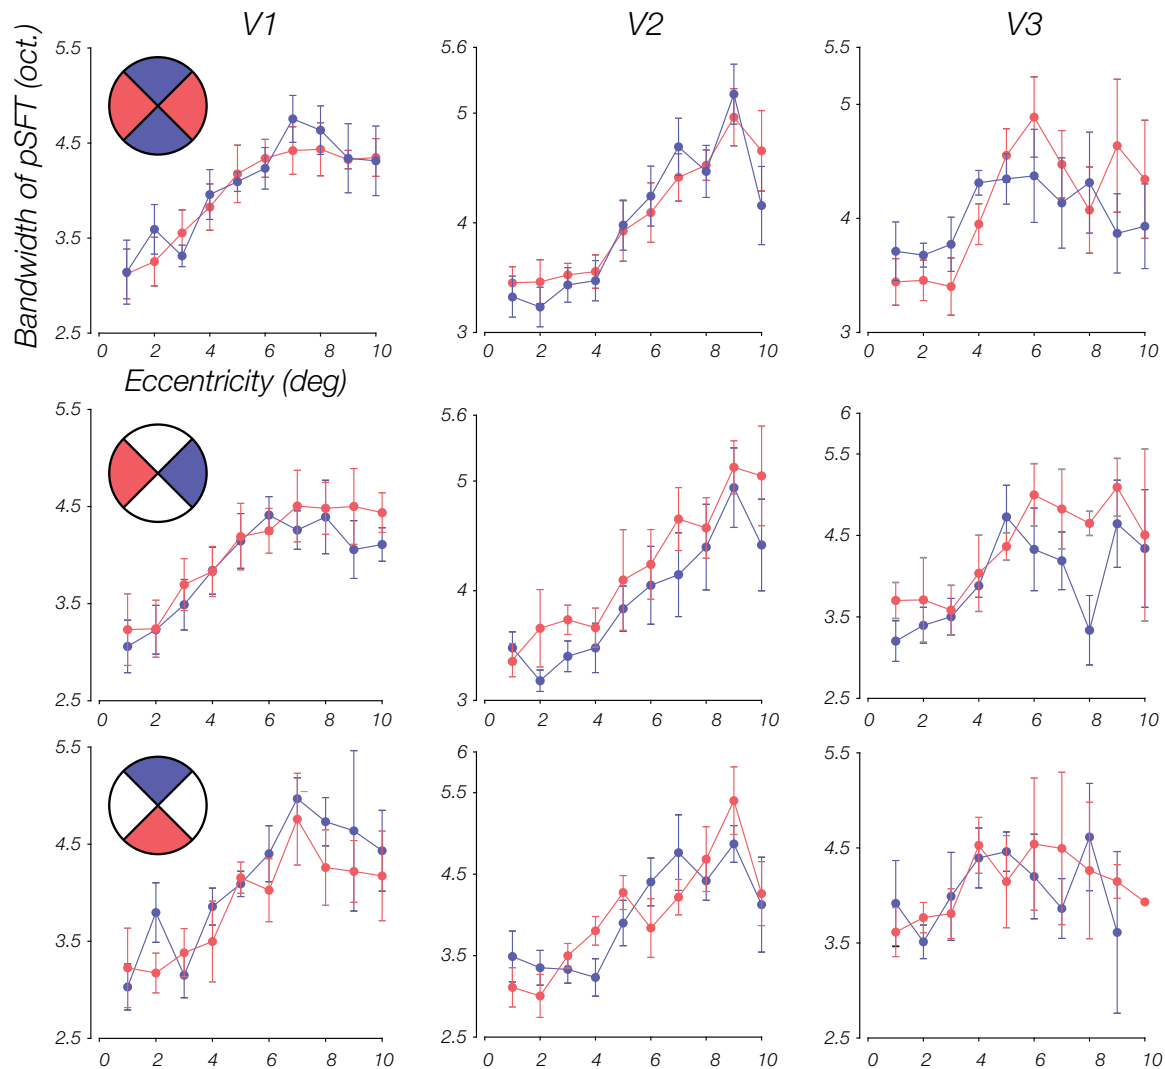 V1 V2 V3
Bandwidth of pSFT (oct.)
5.5 5.6 5.5
5 5
4.5 4.5
3.5 4 4
2.5 3 3
0 2 4 6 8 10 0 2 4 6 8 10 0 2 4 6 8 10
Eccentricity (deg)
5.5 5.6 6
5 5.5
4.5 4.5
3.5 4 3.5
2.5 3 2.5
0 2 4 6 8 10 0 2 4 6 8 10 0 2 4 6 8 10
5.5 6 5.5
4.5 4.5 4.5
3.5 3.5 3.5
2.5 2.5 2.5
0 2 4 6 8 10 0 2 4 6 8 10 0 2 4 6 8 10